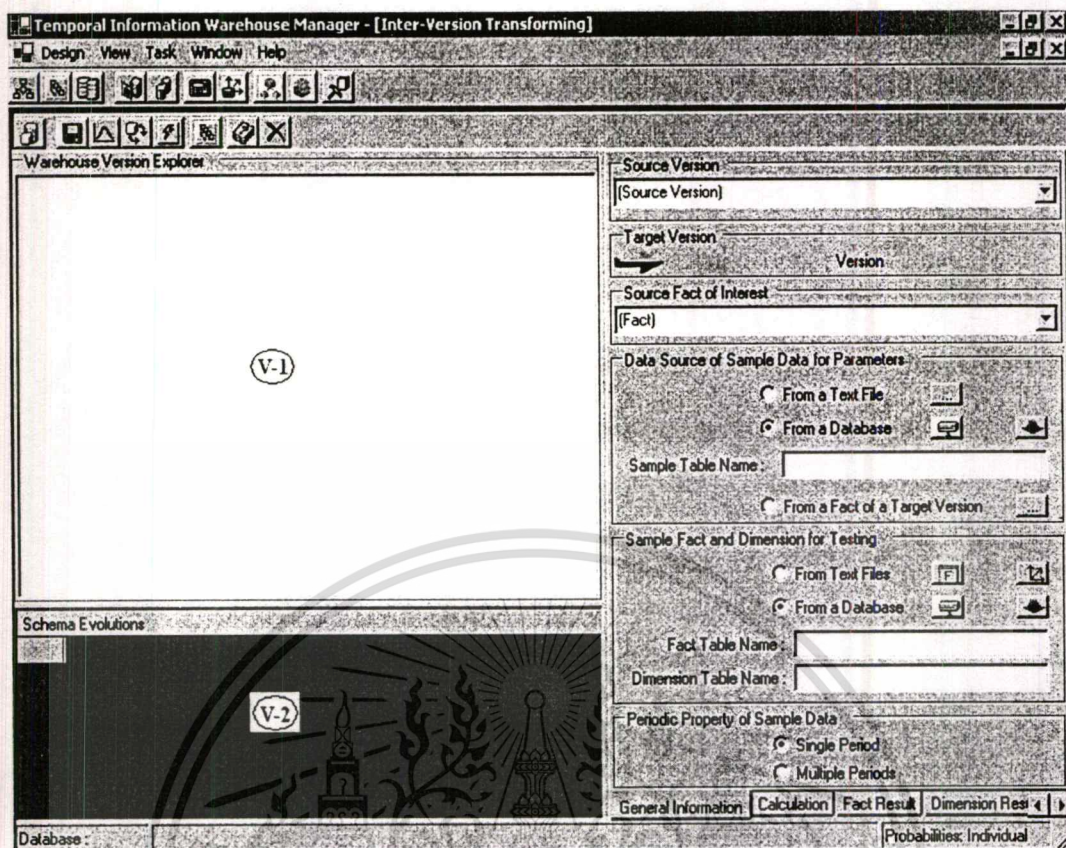 Temporal Information Warehouse Manager - [Inter-Version Transforming]
Design View Task Window Help
Warehouse Version Explorer
V-1
Schema Evolutions
V-2
Source Version
(Source Version)
Target Version
Version
Source Fact of Interest
(Fact)
Data Source of Sample Data for Parameters
From a Text File ...
From a Database
Sample Table Name :
From a Fact of a Target Version ...
Sample Fact and Dimension for Testing
From Text Files F
From a Database
Fact Table Name :
Dimension Table Name :
Periodic Property of Sample Data
Single Period
Multiple Periods
General Information Calculation Fact Result Dimension Resu
Database : Probabilities: Individual